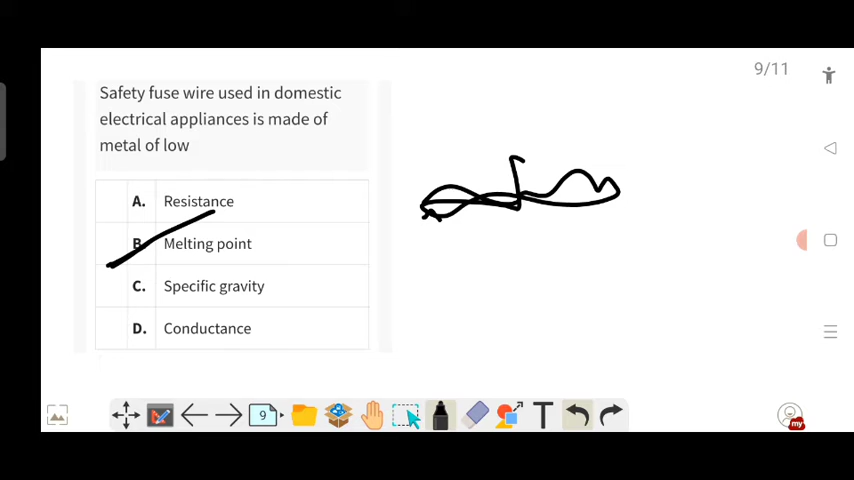 9/11
Safety fuse wire used in domestic
electrical appliances is made of
metal of low
A. Resistance
B. Melting point
C. Specific gravity
D. Conductance
9
T
my